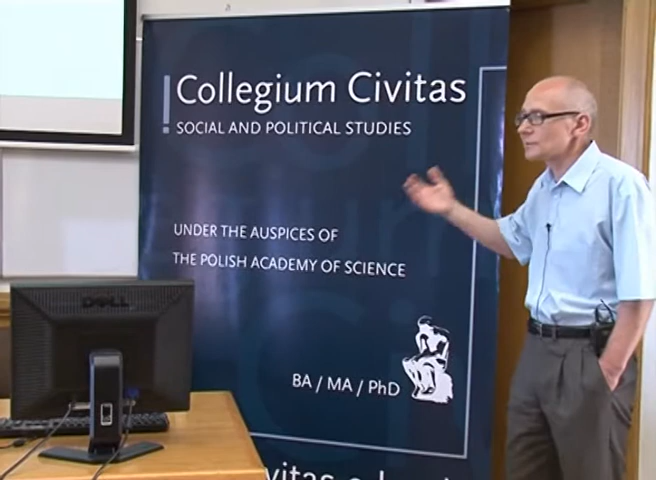 Collegium Civitas
SOCIAL AND POLITICAL STUDIES
UNDER THE AUSPICES OF
THE POLISH ACADEMY OF SCIENCE
BA / MA / PhD
DELL